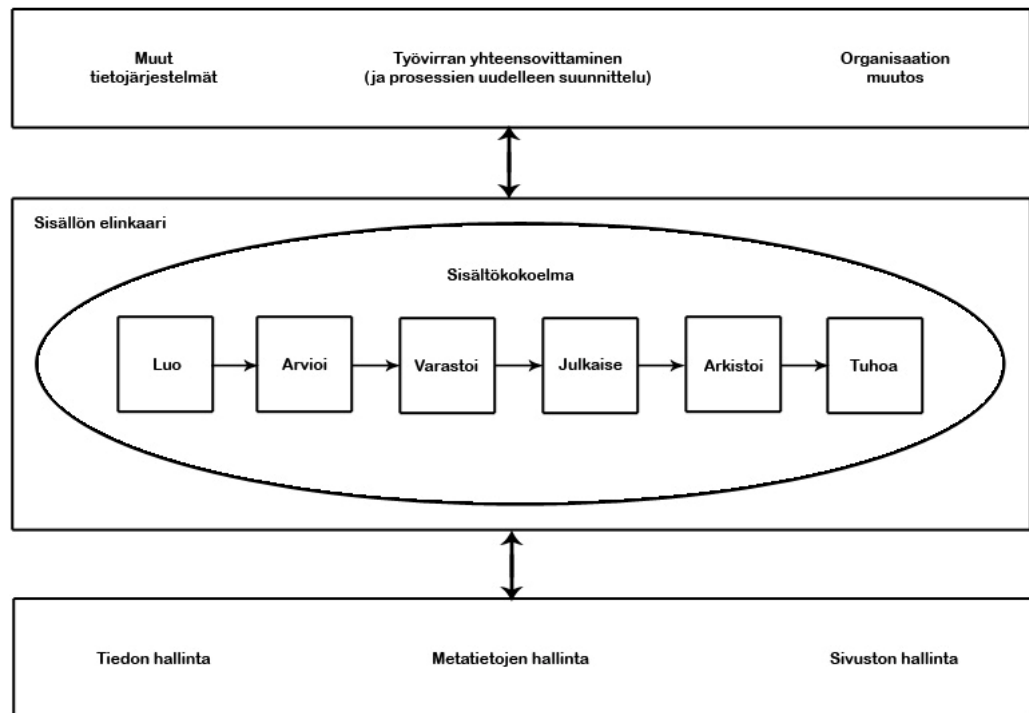 Muut
tietojärjestelmät
Työvirran yhteensovittaminen
(ja prosessien uudelleen suunnittelu)
Organisaation
muutos
Sisällön elinkaari
Sisältökokoelma
Luo
Arvioi
Varastoi
Julkaise
Arkistoi
Tuhoa
Tiedon hallinta
Metatietojen hallinta
Sivuston hallinta